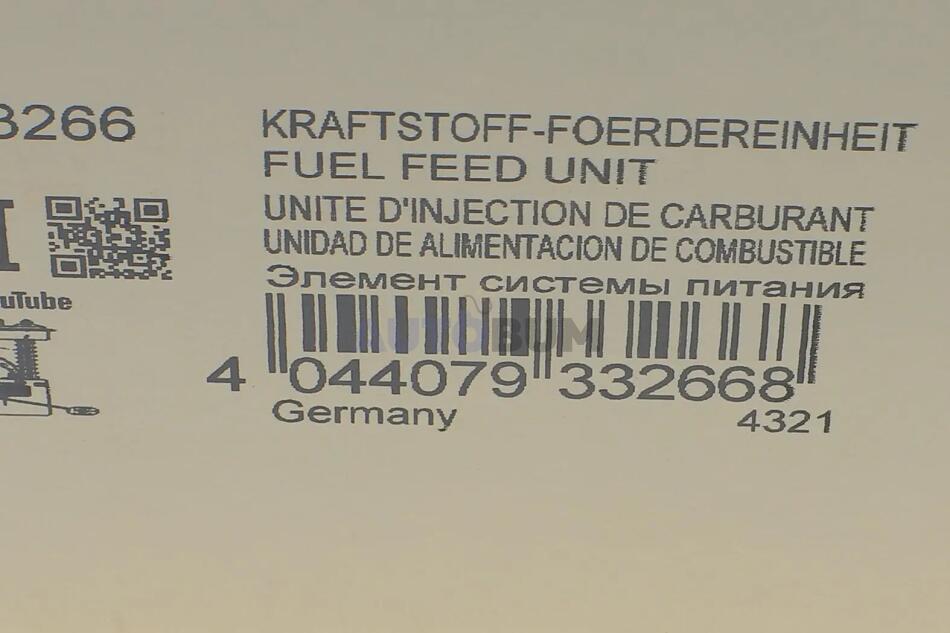 3266
KRAFTSTOFF-FOERDEREINHEIT
FUEL FEED UNIT
UNITE D'INJECTION DE CARBURANT
UNIDAD DE ALIMENTACION DE COMBUSTIBLE
Элемент системы питания
uTube
AUTOBUM
4 044079 332668
Germany
4321